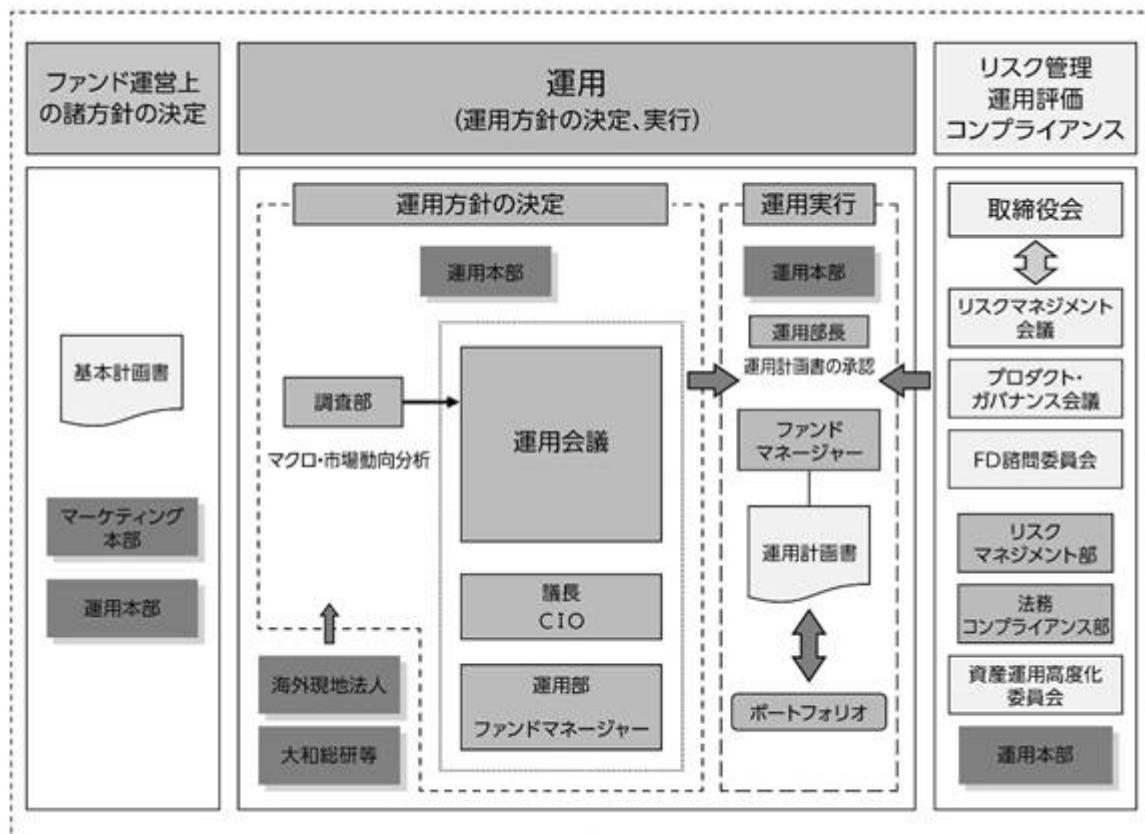 ファンド運営上
の諸方針の決定
運用
(運用方針の決定、実行)
リスク管理
運用評価
コンプライアンス
基本計画書
マーケティング
本部
運用本部
運用方針の決定
運用本部
調査部
マクロ・市場動向分析
運用会議
議長
CIO
運用部
ファンドマネージャー
海外現地法人
大和総研等
運用実行
運用本部
運用部長
運用計画書の承認
ファンド
マネージャー
運用計画書
ポートフォリオ
取締役会
リスクマネジメント
会議
プロダクト・
ガバナンス会議
FD諮問委員会
リスク
マネジメント部
法務
コンプライアンス部
資産運用高度化
委員会
運用本部